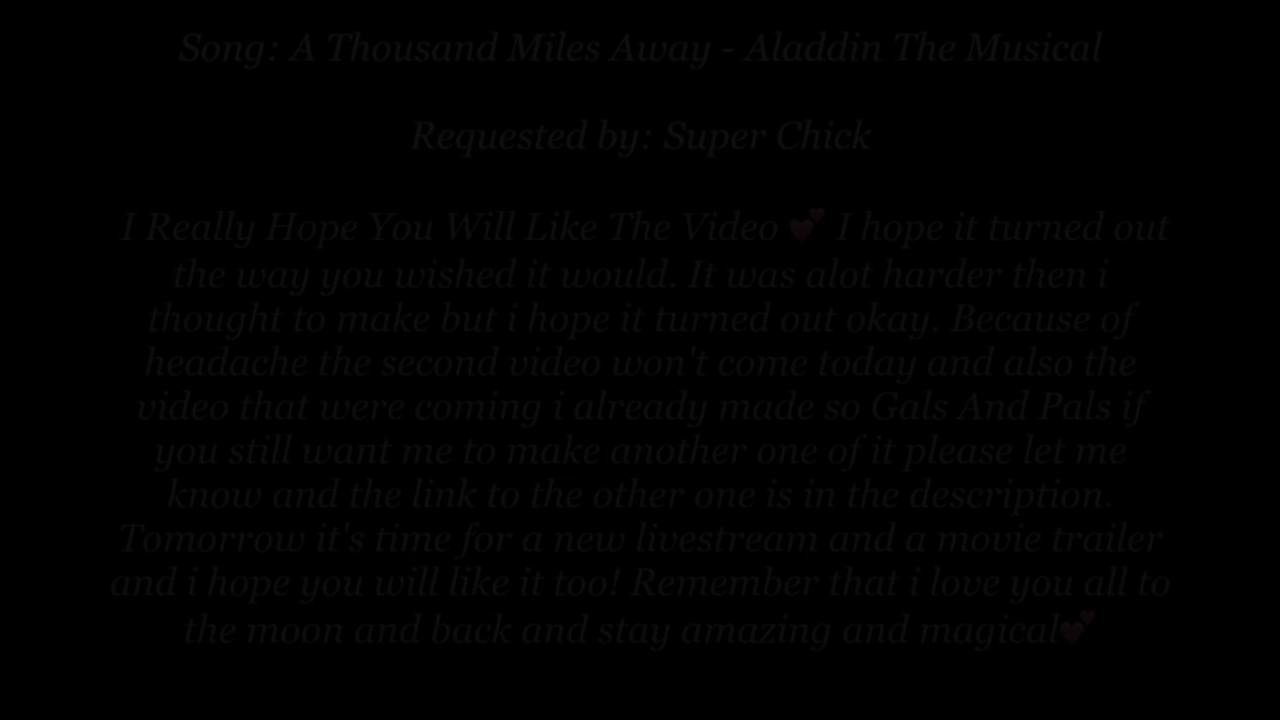 Song: A Thousand Miles Away - Aladdin The Musical
Requested by: Super Chick
I Really Hope You Will Like The Video 💕 I hope it turned out
the way you wished it would. It was alot harder then i
thought to make but i hope it turned out okay. Because of
headache the second video won't come today and also the
video that were coming i already made so Gals And Pals if
you still want me to make another one of it please let me
know and the link to the other one is in the description.
Tomorrow it's time for a new livestream and a movie trailer
and i hope you will like it too! Remember that i love you all to
the moon and back and stay amazing and magical💕